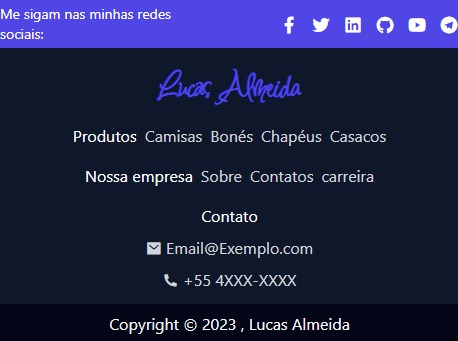 Me sigam nas minhas redes
sociais:
Lucas Almeida
Produtos Camisas Bonés Chapéus Casacos
Nossa empresa Sobre Contatos carreira
Contato
Email@Exemplo.com
+55 4XXX-XXXX
Copyright © 2023 , Lucas Almeida